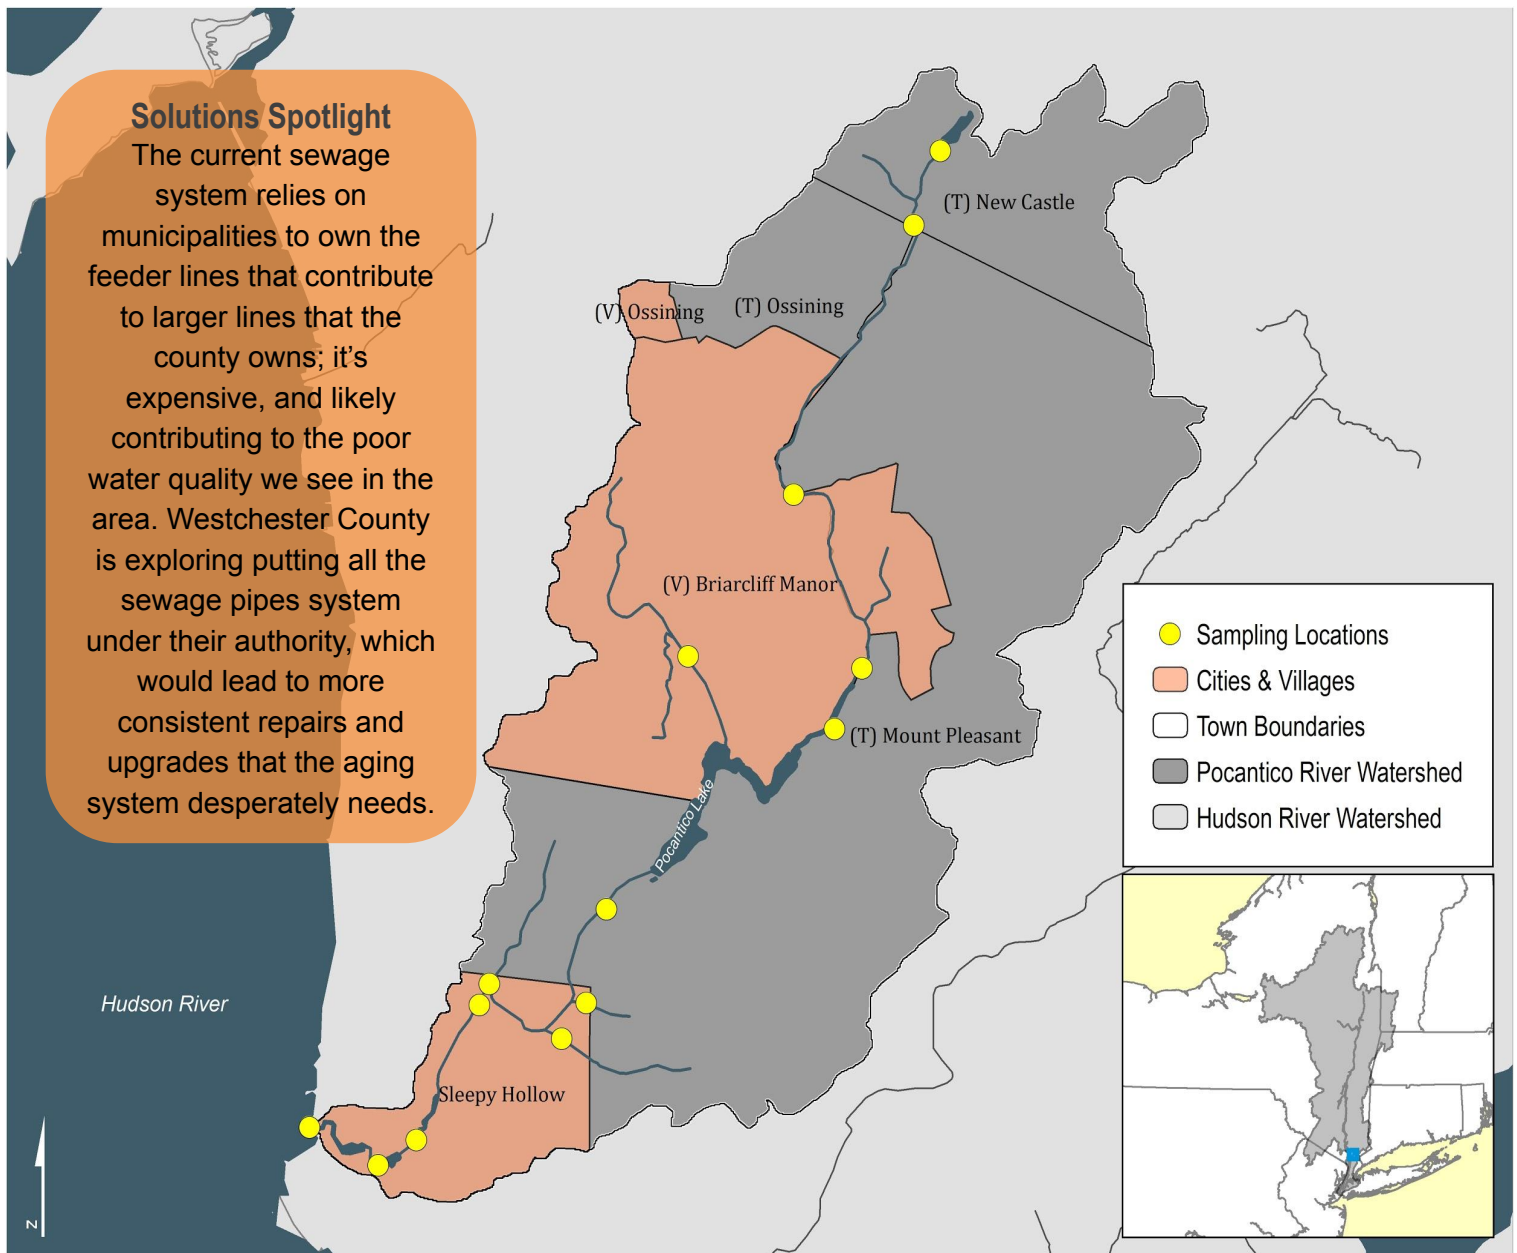 Solutions Spotlight
The current sewage
system relies on
municipalities to own the
feeder lines that contribute
to larger lines that the
county owns; it’s
expensive, and likely
contributing to the poor
water quality we see in the
area. Westchester County
is exploring putting all the
sewage pipes system
under their authority, which
would lead to more
consistent repairs and
upgrades that the aging
system desperately needs.
(T) New Castle
(V) Ossining
(T) Ossining
(V) Briarcliff Manor
(T) Mount Pleasant
Pocantico Lake
Sleepy Hollow
Hudson River
N
Sampling Locations
Cities & Villages
Town Boundaries
Pocantico River Watershed
Hudson River Watershed